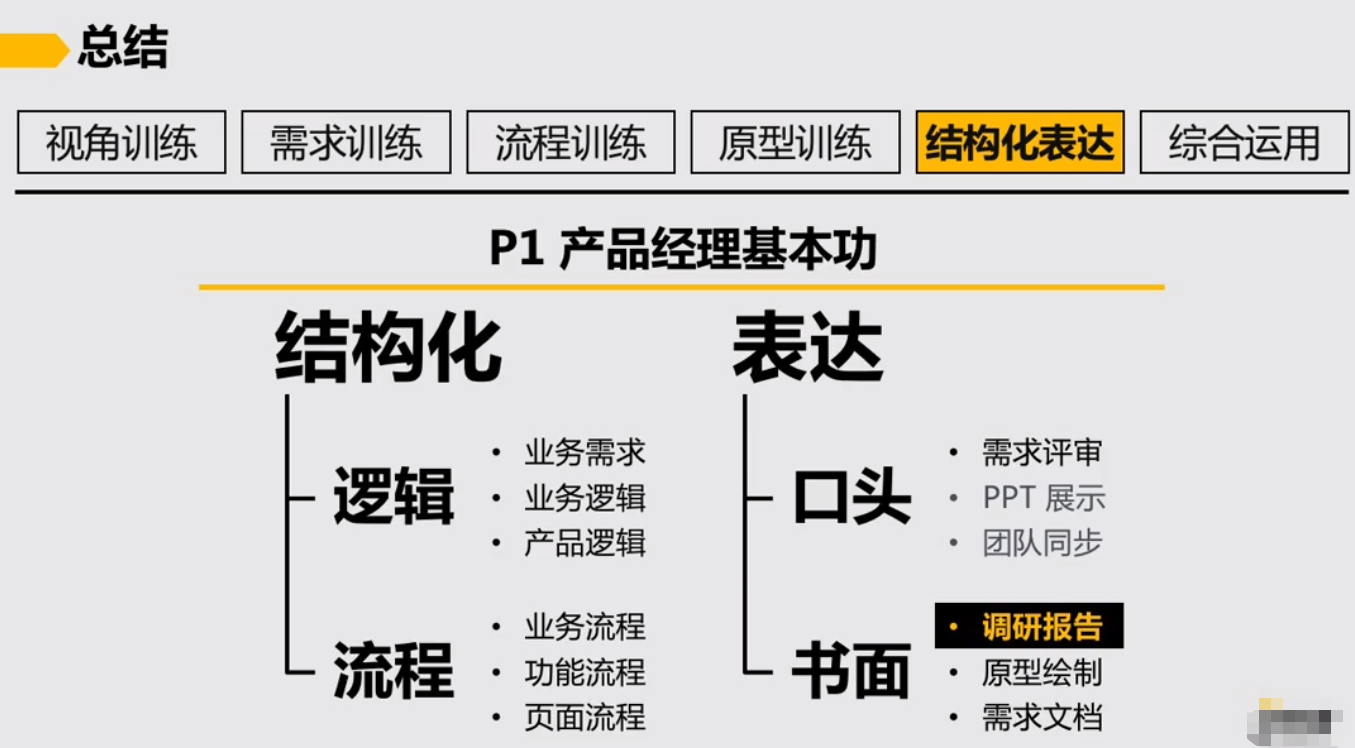 总结
视角训练 需求训练 流程训练 原型训练 结构化表达 综合运用
P1 产品经理基本功
结构化
逻辑
• 业务需求
• 业务逻辑
• 产品逻辑
流程
• 业务流程
• 功能流程
• 页面流程
表达
口头
• 需求评审
• PPT 展示
• 团队同步
书面
• 调研报告
• 原型绘制
• 需求文档